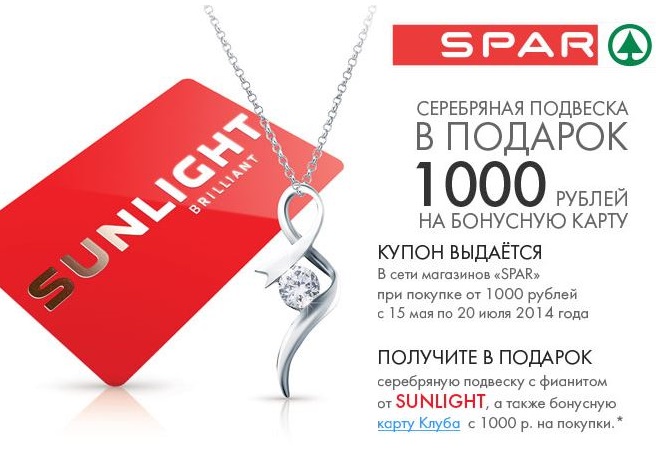 SPAR
SUNLIGHT
BRILLIANT
СЕРЕБРЯНАЯ ПОДВЕСКА
В ПОДАРОК
1000 РУБЛЕЙ
НА БОНУСНУЮ КАРТУ
КУПОН ВЫДАЁТСЯ
В сети магазинов «SPAR»
при покупке от 1000 рублей
с 15 мая по 20 июля 2014 года
ПОЛУЧИТЕ В ПОДАРОК
серебряную подвеску с фианитом
от SUNLIGHT, а также бонусную
карту Клуба с 1000 р. на покупки.*